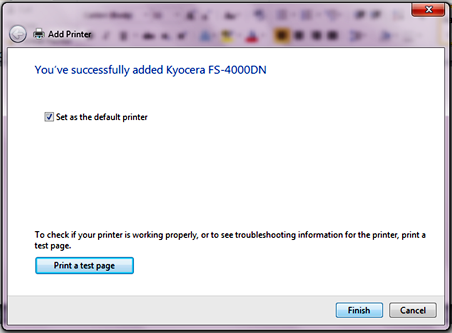 Add Printer
You've successfully added Kyocera FS-4000DN
Set as the default printer
To check if your printer is working properly, or to see troubleshooting information for the printer, print a
test page.
Print a test page
Finish
Cancel